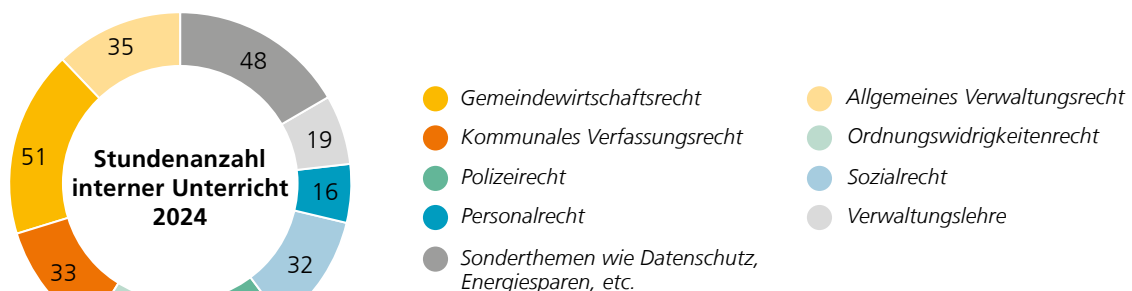 35
48
51
19
Stundenanzahl
interner Unterricht
2024
16
33
32
Gemeindewirtschaftsrecht
Kommunales Verfassungsrecht
Polizeirecht
Personalrecht
Sonderthemen wie Datenschutz,
Energiesparen, etc.
Allgemeines Verwaltungsrecht
Ordnungswidrigkeitenrecht
Sozialrecht
Verwaltungslehre